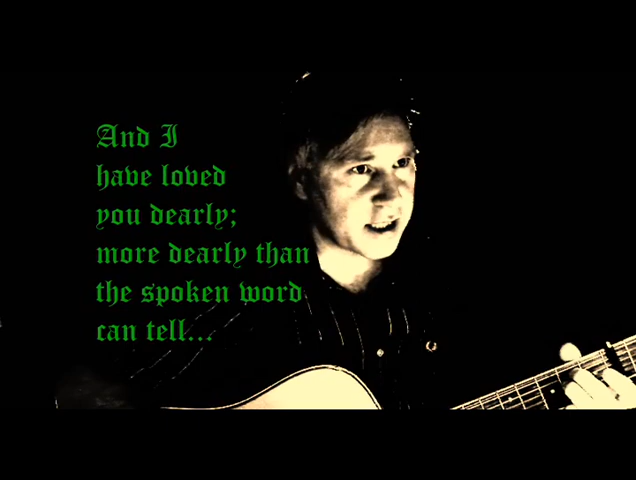 And I
have loved
you dearly;
more dearly than
the spoken word
can tell...